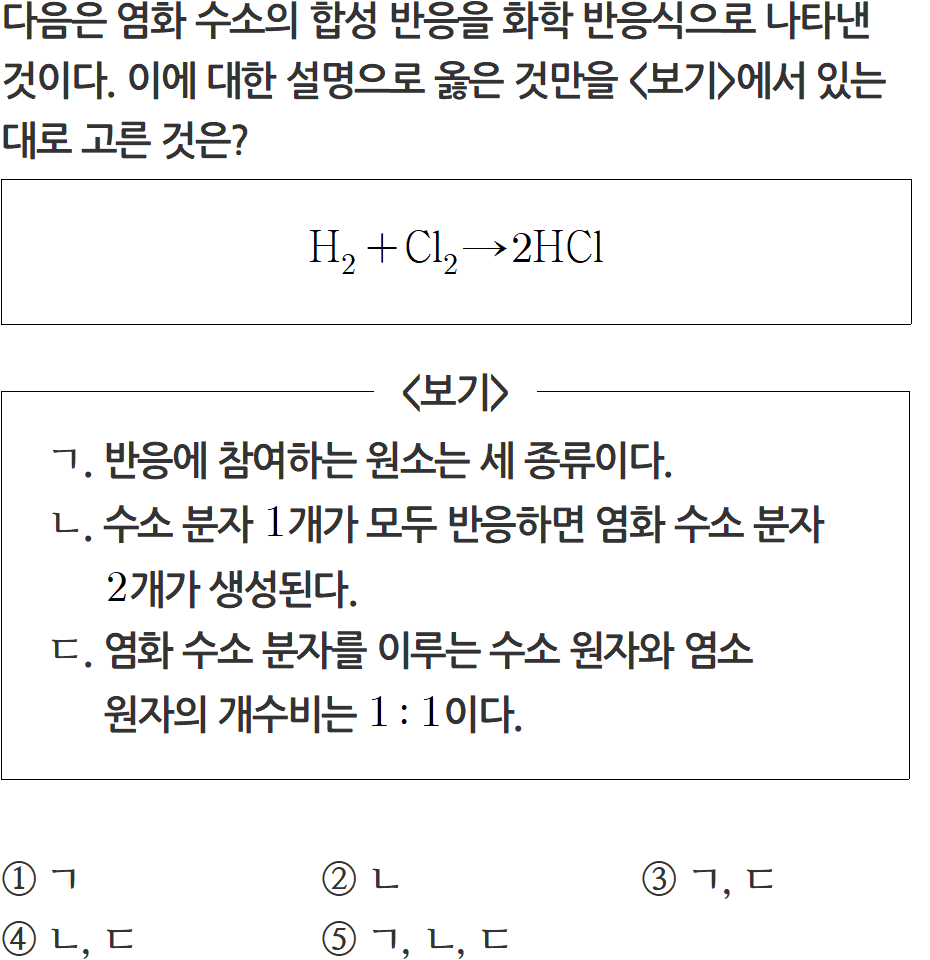 다음은 염화 수소의 합성 반응을 화학 반응식으로 나타낸
것이다. 이에 대한 설명으로 옳은 것만을 <보기>에서 있는
대로 고른 것은?
H₂ + Cl₂ → 2HCl
<보기>
ㄱ. 반응에 참여하는 원소는 세 종류이다.
ㄴ. 수소 분자 1개가 모두 반응하면 염화 수소 분자
2개가 생성된다.
ㄷ. 염화 수소 분자를 이루는 수소 원자와 염소
원자의 개수비는 1 : 1이다.
① ㄱ ② ㄴ ③ ㄱ, ㄷ
④ ㄴ, ㄷ ⑤ ㄱ, ㄴ, ㄷ